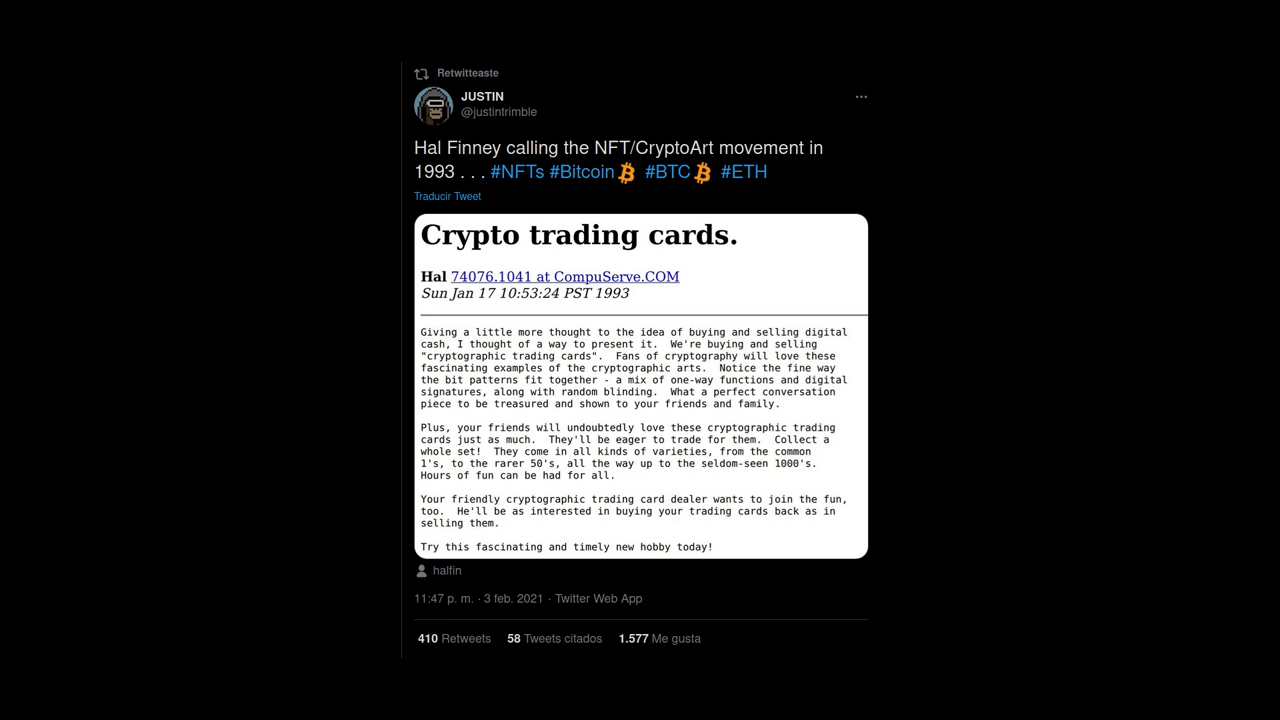 Retwitteaste
JUSTIN
@justintrimble
Hal Finney calling the NFT/CryptoArt movement in
1993 . . . #NFTs #Bitcoin #BTC #ETH
Traducir Tweet
Crypto trading cards.
Hal 74076.1041 at CompuServe.COM
Sun Jan 17 10:53:24 PST 1993
Giving a little more thought to the idea of buying and selling digital
cash, I thought of a way to present it. We're buying and selling
"cryptographic trading cards". Fans of cryptography will love these
fascinating examples of the cryptographic arts. Notice the fine way
the bit patterns fit together - a mix of one-way functions and digital
signatures, along with random blinding. What a perfect conversation
piece to be treasured and shown to your friends and family.
Plus, your friends will undoubtedly love these cryptographic trading
cards just as much. They'll be eager to trade for them. Collect a
whole set! They come in all kinds of varieties, from the common
1's, to the rarer 50's, all the way up to the seldom-seen 1000's.
Hours of fun can be had for all.
Your friendly cryptographic trading card dealer wants to join the fun,
too. He'll be as interested in buying your trading cards back as in
selling them.
Try this fascinating and timely new hobby today!
halfin
11:47 p. m. · 3 feb. 2021 · Twitter Web App
410 Retweets 58 Tweets citados 1.577 Me gusta